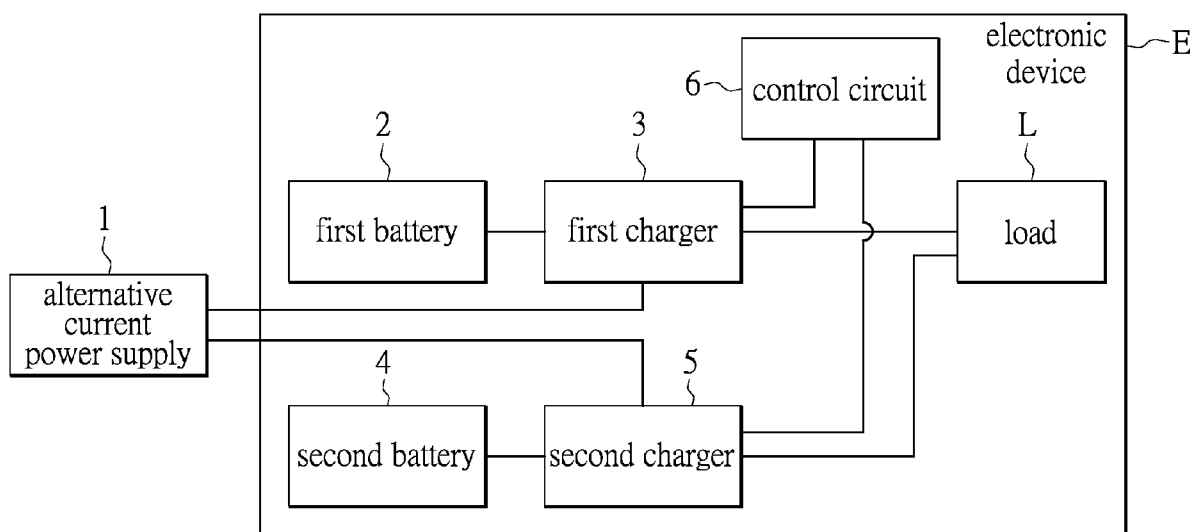 electronic
device
E
6
control circuit
2
3
L
first battery
first charger
load
1
alternative
current
power supply
4
5
second battery
second charger